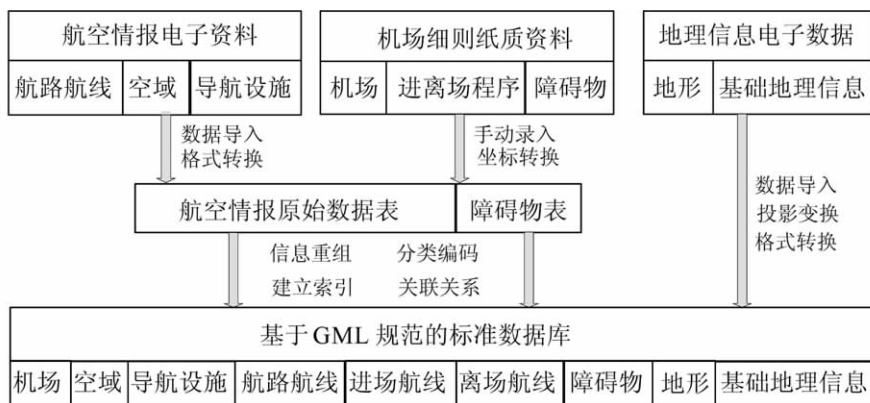 航空情报电子资料
机场细则纸质资料
地理信息电子数据
航路航线 空域 导航设施
机场 进离场程序 障碍物
地形 基础地理信息
数据导入
格式转换
手动录入
坐标转换
数据导入
投影变换
格式转换
航空情报原始数据表 障碍物表
信息重组 分类编码
建立索引 关联关系
基于GML规范的标准数据库
机场 空域 导航设施 航路航线 进场航线 离场航线 障碍物 地形 基础地理信息